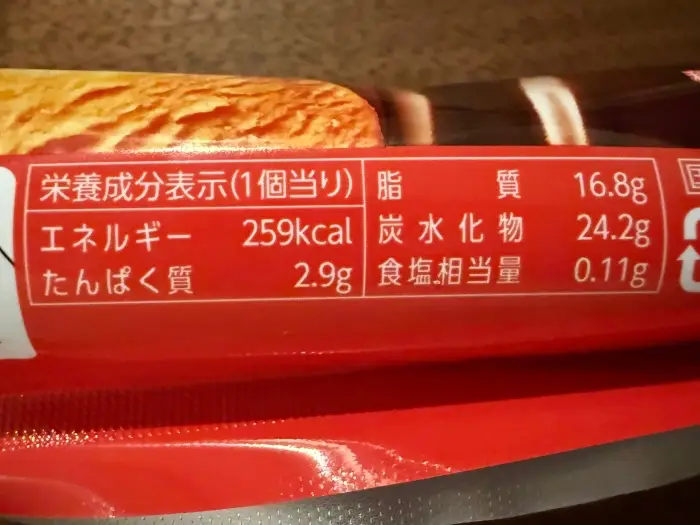 栄養成分表示(1個当り)
エネルギー 259kcal
たんぱく質 2.9g
脂質 16.8g
炭水化物 24.2g
食塩相当量 0.11g